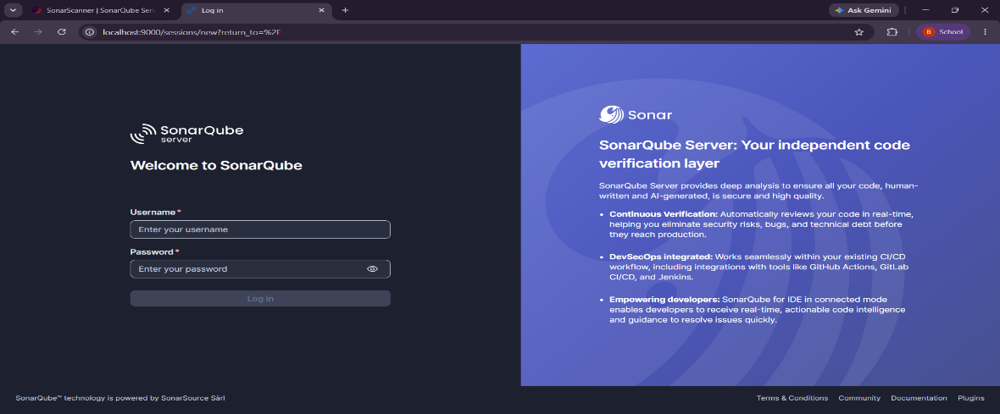 SonarScanner | SonarQube Serv
Log in
Ask Gemini
localhost:9000/sessions/new?return_to=%2F
B
School
SonarQube
server
Welcome to SonarQube
Username *
Enter your username
Password *
Enter your password
Log in
Sonar
SonarQube Server: Your independent code
verification layer
SonarQube Server provides deep analysis to ensure all your code, human-
written and AI-generated, is secure and high quality.
• Continuous Verification: Automatically reviews your code in real-time,
helping you eliminate security risks, bugs, and technical debt before
they reach production.
• DevSecOps integrated: Works seamlessly within your existing CI/CD
workflow, including integrations with tools like GitHub Actions, GitLab
CI/CD, and Jenkins.
• Empowering developers: SonarQube for IDE in connected mode
enables developers to receive real-time, actionable code intelligence
and guidance to resolve issues quickly.
SonarQube™ technology is powered by SonarSource Sàrl
Terms & Conditions Community Documentation Plugins